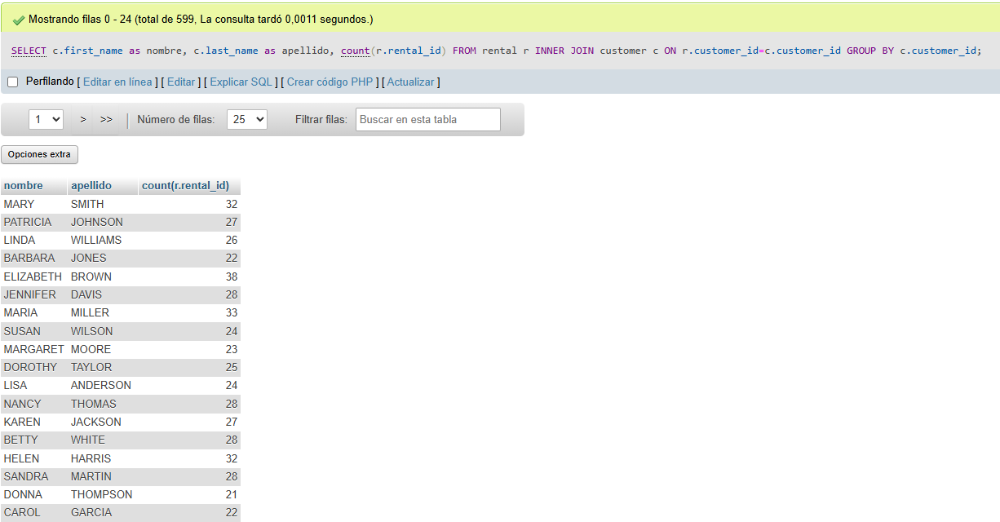 Mostrando filas 0 - 24 (total de 599, La consulta tardó 0,0011 segundos.)
SELECT c.first_name as nombre, c.last_name as apellido, count(r.rental_id) FROM rental r INNER JOIN customer c ON r.customer_id=c.customer_id GROUP BY c.customer_id;
Perfilando [ Editar en línea ] [ Editar ] [ Explicar SQL ] [ Crear código PHP ] [ Actualizar ]
1 > >> | Número de filas: 25 Filtrar filas: Buscar en esta tabla
Opciones extra
nombre apellido count(r.rental_id)
MARY SMITH 32
PATRICIA JOHNSON 27
LINDA WILLIAMS 26
BARBARA JONES 22
ELIZABETH BROWN 38
JENNIFER DAVIS 28
MARIA MILLER 33
SUSAN WILSON 24
MARGARET MOORE 23
DOROTHY TAYLOR 25
LISA ANDERSON 24
NANCY THOMAS 28
KAREN JACKSON 27
BETTY WHITE 28
HELEN HARRIS 32
SANDRA MARTIN 28
DONNA THOMPSON 21
CAROL GARCIA 22